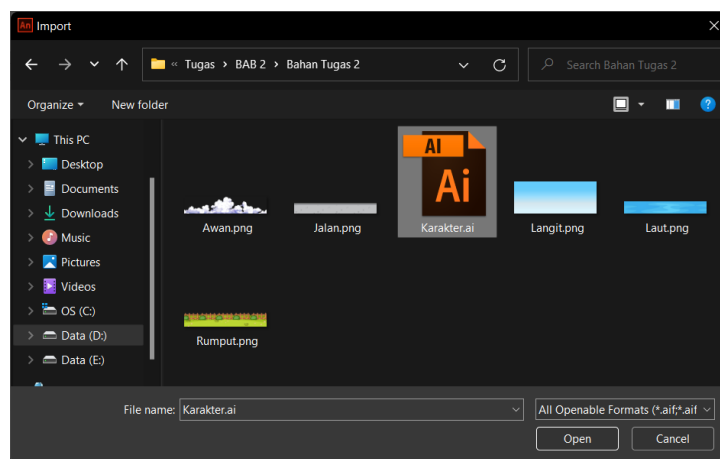 An Import
« Tugas > BAB 2 > Bahan Tugas 2
Search Bahan Tugas 2
Organize
New folder
This PC
Desktop
Documents
Downloads
Music
Pictures
Videos
OS (C:)
Data (D:)
Data (E:)
AI
Ai
Awan.png
Jalan.png
Karakter.ai
Langit.png
Laut.png
Rumput.png
File name: Karakter.ai
All Openable Formats (*.aif;*.aif
Open
Cancel